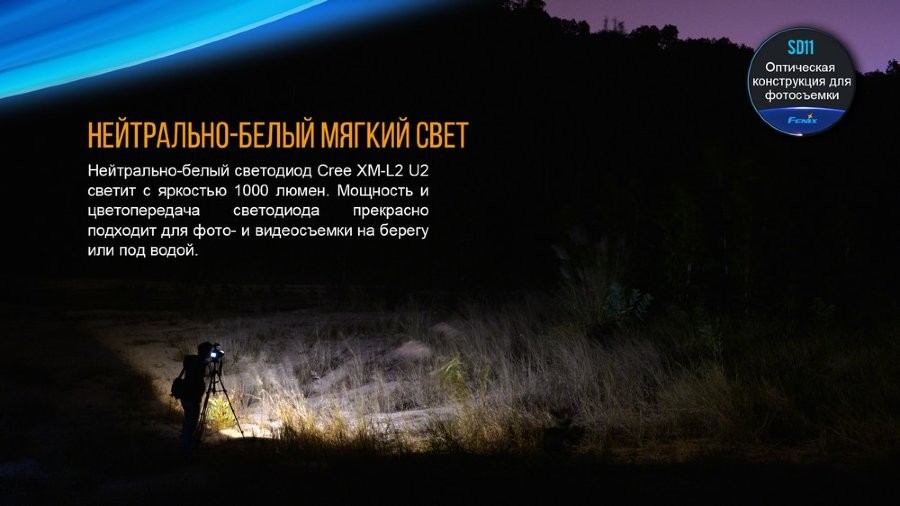 SD11
Оптическая
конструкция для
фотосъемки
FENIX
НЕЙТРАЛЬНО-БЕЛЫЙ МЯГКИЙ СВЕТ
Нейтрально-белый светодиод Cree XM-L2 U2
светит с яркостью 1000 люмен. Мощность и
цветопередача светодиода прекрасно
подходит для фото- и видеосъемки на берегу
или под водой.